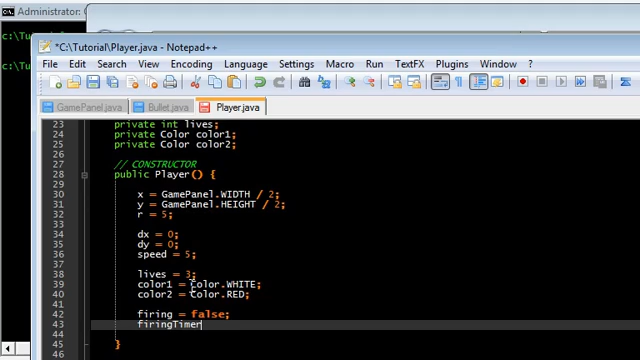 Administrator: C
c:\Tu
c:\Tu
*C:\Tutorial\Player.java - Notepad++
File Edit Search View Encoding Language Settings Macro Run TextFX Plugins Window ?
GamePanel.java Bullet.java Player.java
23 private int lives;
24 private Color color1;
25 private Color color2;
26
27 // CONSTRUCTOR
28 public Player() {
29
30 x = GamePanel.WIDTH / 2;
31 y = GamePanel.HEIGHT / 2;
32 r = 5;
33
34 dx = 0;
35 dy = 0;
36 speed = 5;
37
38 lives = 3;
39 color1 = Color.WHITE;
40 color2 = Color.RED;
41
42 firing = false;
43 firingTimer
44
45 }
46